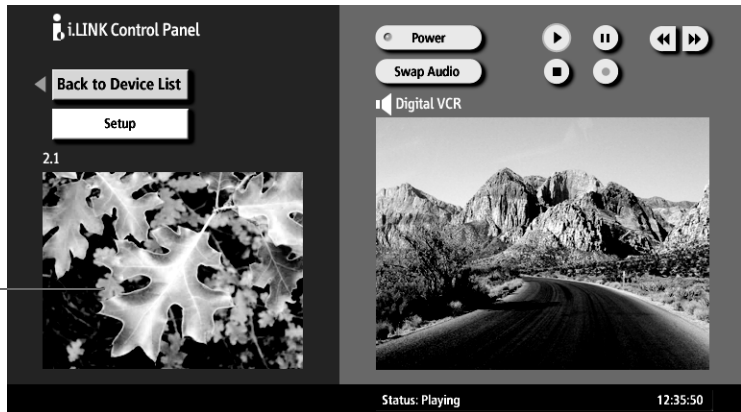 i.LINK Control Panel
Back to Device List
Setup
2.1
Power
Swap Audio
Digital VCR
Status: Playing
12:35:50